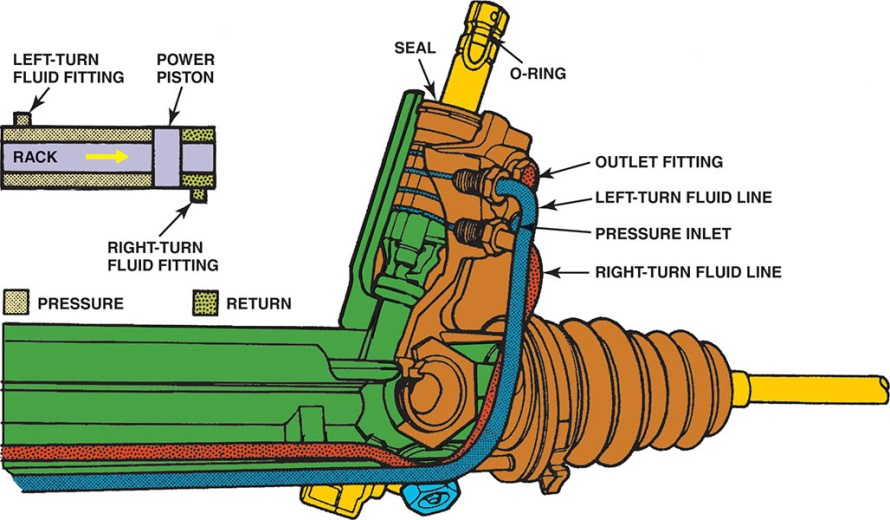 LEFT-TURN
FLUID FITTING
POWER
PISTON
RACK
RIGHT-TURN
FLUID FITTING
PRESSURE
RETURN
SEAL
O-RING
OUTLET FITTING
LEFT-TURN FLUID LINE
PRESSURE INLET
RIGHT-TURN FLUID LINE